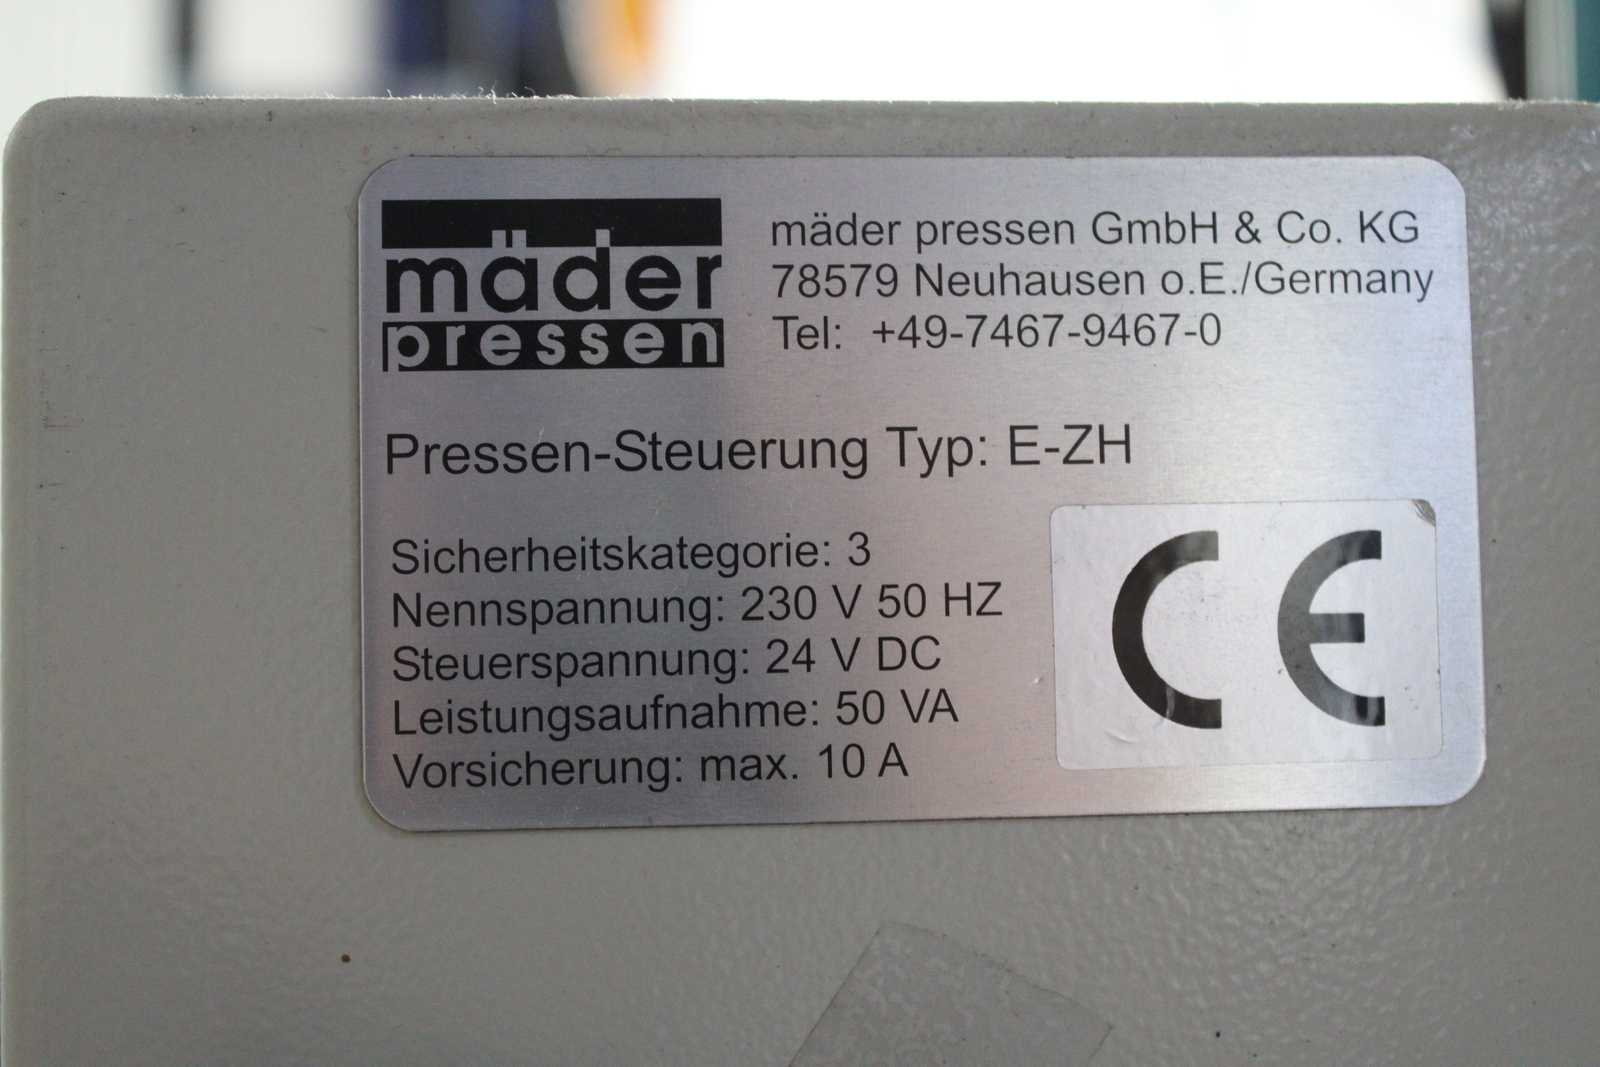 mäder
pressen
mäder pressen GmbH & Co. KG
78579 Neuhausen o.E./Germany
Tel: +49-7467-9467-0
Pressen-Steuerung Typ: E-ZH
Sicherheitskategorie: 3
Nennspannung: 230 V 50 HZ
Steuerspannung: 24 V DC
Leistungsaufnahme: 50 VA
Vorsicherung: max. 10 A
CE